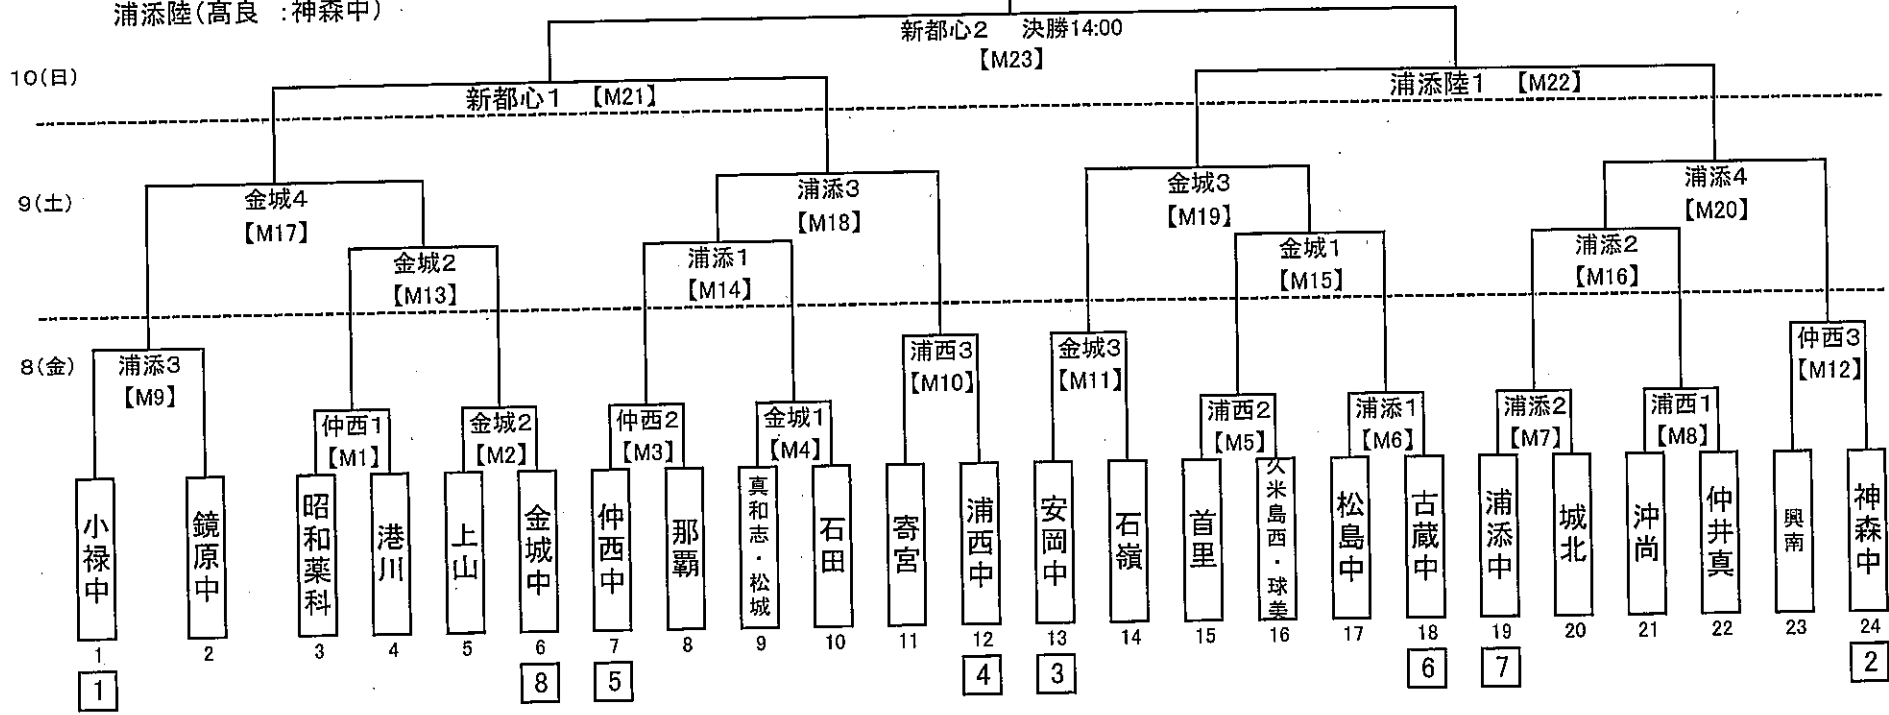 浦添陸(高良　:神森中)
新都心2　決勝14:00
【M23】
10(日)
新都心1　【M21】
浦添陸1　【M22】
9(土)
金城4
【M17】
浦添3
【M18】
金城3
【M19】
浦添4
【M20】
金城2
【M13】
浦添1
【M14】
金城1
【M15】
浦添2
【M16】
8(金)
浦添3
【M9】
浦西3
【M10】
金城3
【M11】
仲西3
【M12】
仲西1
【M1】
金城2
【M2】
仲西2
【M3】
金城1
【M4】
浦西2
【M5】
浦添1
【M6】
浦添2
【M7】
浦西1
【M8】
小禄中
鏡原中
昭和薬科
港川
上山
金城中
仲西中
那覇
真和志・松城
石田
寄宮
浦西中
安岡中
石嶺
首里
久米島西・球美
松島中
古蔵中
浦添中
城北
沖尚
仲井真
興南
神森中
1 2 3 4 5 6 7 8 9 10 11 12 13 14 15 16 17 18 19 20 21 22 23 24
1 8 5 4 3 6 7 2